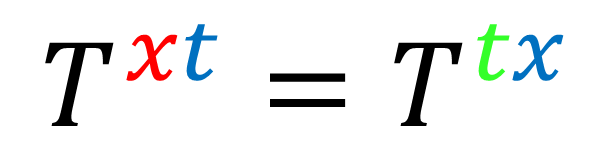 T^{xt} = T^{tx}